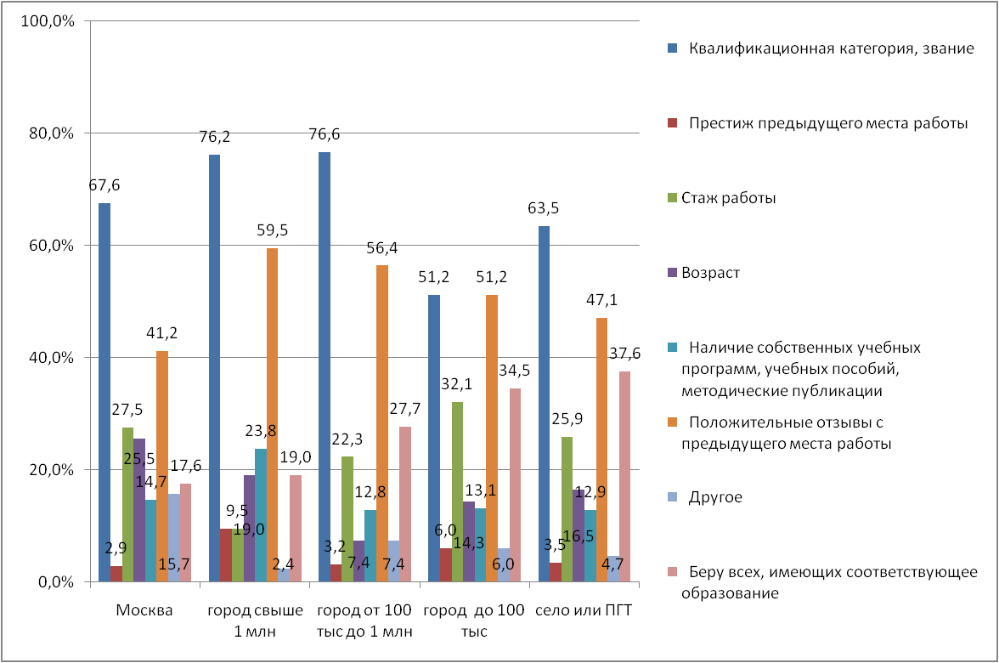 100,0%
80,0%
60,0%
40,0%
20,0%
0,0%
67,6
2,9
27,5
25,5
14,7
41,2
15,7
17,6
76,2
9,5
19,0
23,8
59,5
2,4
19,0
76,6
3,2
22,3
7,4
12,8
56,4
7,4
27,7
51,2
6,0
32,1
14,3
13,1
51,2
6,0
34,5
63,5
3,5
25,9
16,5
12,9
47,1
4,7
37,6
Москва
город свыше
1 млн
город от 100
тыс до 1 млн
город до 100
тыс
село или ПГТ
Квалификационная категория, звание
Престиж предыдущего места работы
Стаж работы
Возраст
Наличие собственных учебных
программ, учебных пособий,
методические публикации
Положительные отзывы с
предыдущего места работы
Другое
Беру всех, имеющих соответствующее
образование